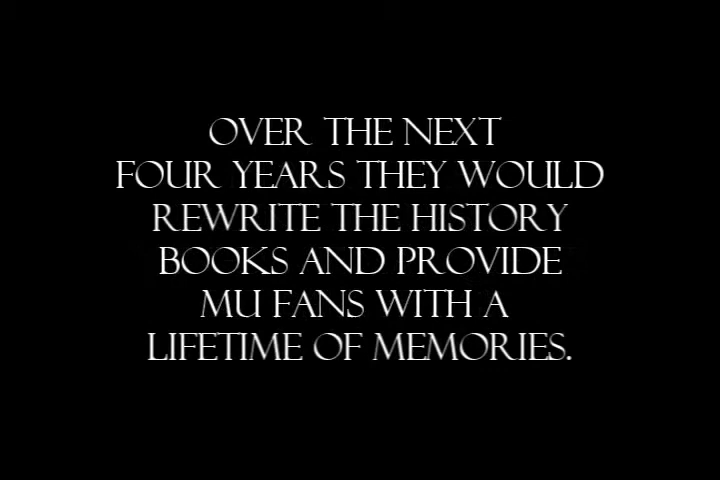 OVER THE NEXT
FOUR YEARS THEY WOULD
REWRITE THE HISTORY
BOOKS AND PROVIDE
MU FANS WITH A
LIFETIME OF MEMORIES.